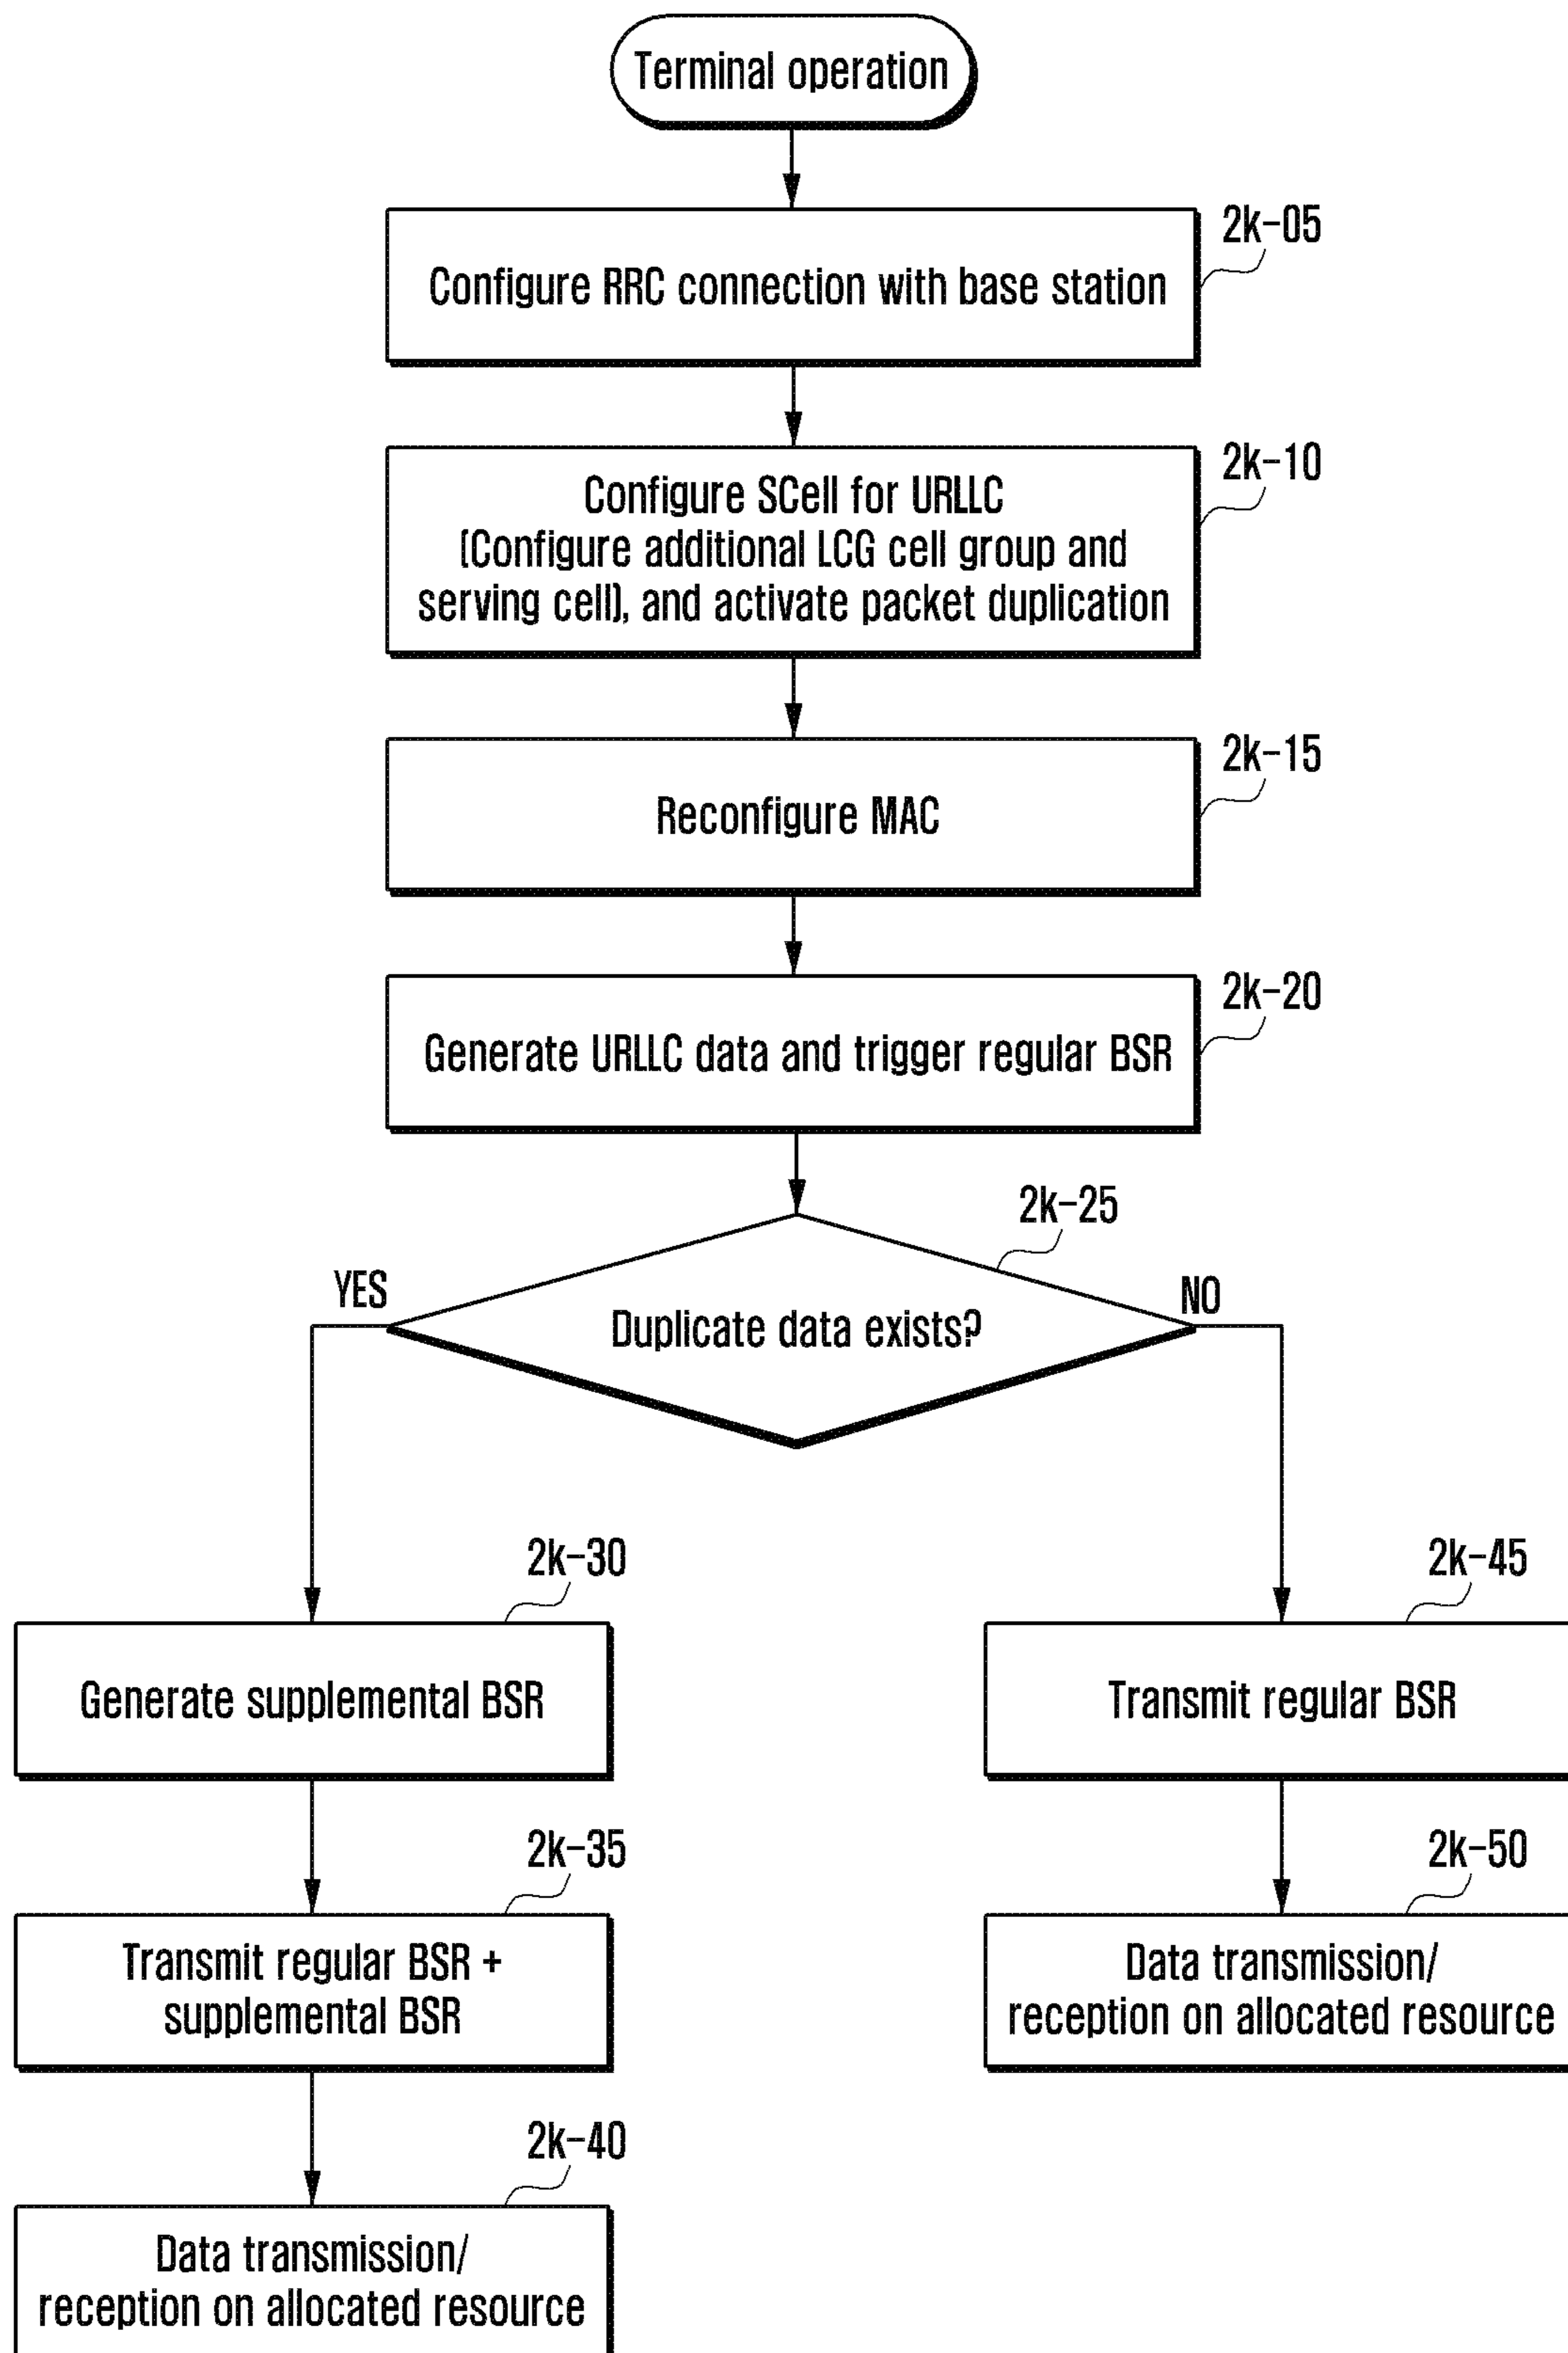 Terminal operation
2k-05
Configure RRC connection with base station
2k-10
Configure SCell for URLLC
(Configure additional LCG cell group and
serving cell), and activate packet duplication
2k-15
Reconfigure MAC
2k-20
Generate URLLC data and trigger regular BSR
2k-25
YES
NO
Duplicate data exists?
2k-30
Generate supplemental BSR
2k-35
Transmit regular BSR +
supplemental BSR
2k-40
Data transmission/
reception on allocated resource
2k-45
Transmit regular BSR
2k-50
Data transmission/
reception on allocated resource